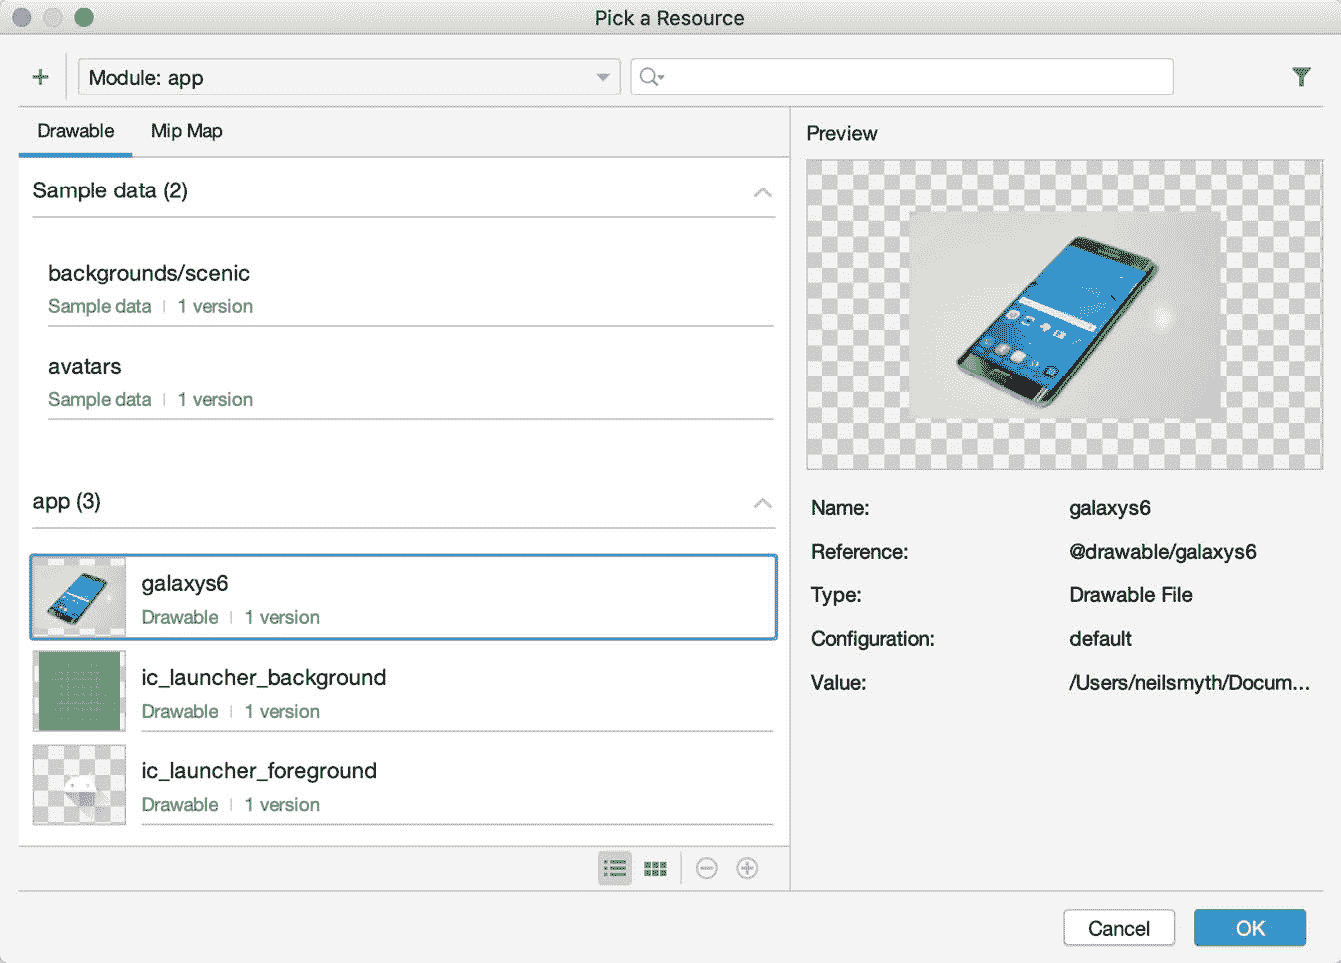 Pick a Resource
Module: app
Drawable
Mip Map
Sample data (2)
backgrounds/scenic
Sample data | 1 version
avatars
Sample data | 1 version
app (3)
galaxys6
Drawable | 1 version
ic_launcher_background
Drawable | 1 version
ic_launcher_foreground
Drawable | 1 version
Preview
Name: galaxys6
Reference: @drawable/galaxys6
Type: Drawable File
Configuration: default
Value: /Users/neilsmyth/Docum...
Cancel
OK